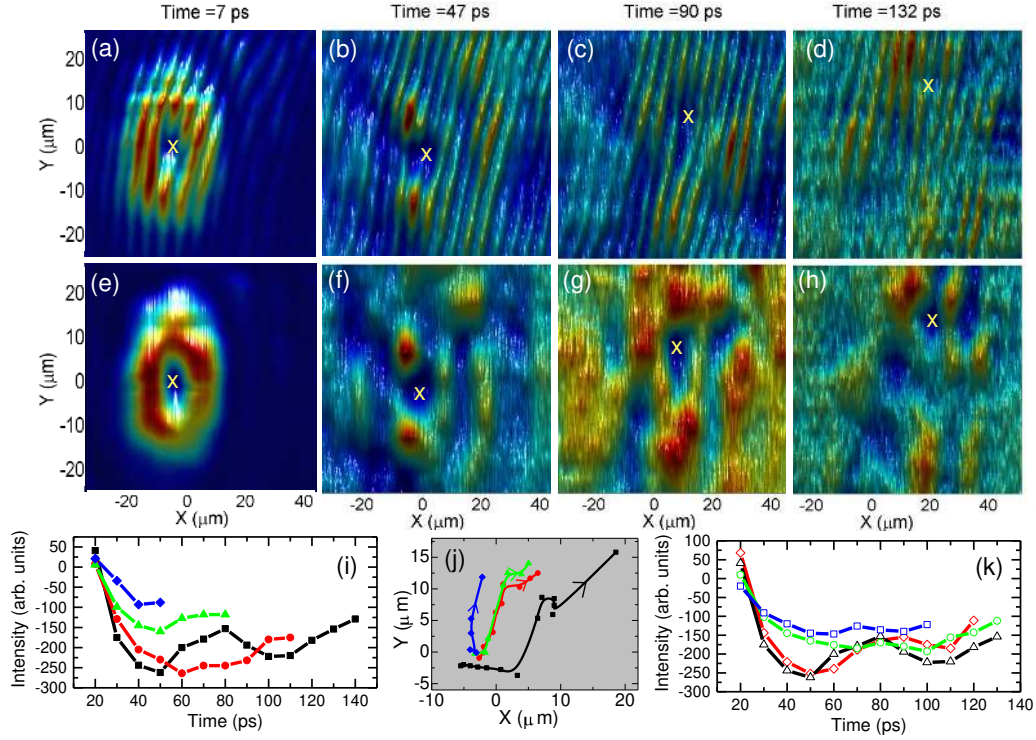 Time =7 ps Time =47 ps Time =90 ps Time =132 ps
(a) (b) (c) (d)
20
10
0
-10
-20
Y (μm)
x x x x
(e) (f) (g) (h)
20
10
0
-10
-20
Y (μm)
x x x x
-20 0 20 40 -20 0 20 40 -20 0 20 40 -20 0 20 40
X (μm) X (μm) X (μm) X (μm)
(i)
50
0
-50
-100
-150
-200
-250
-300
Intensity (arb. units)
20 40 60 80 100 120 140
Time (ps)
(j)
15
10
5
0
-5
Y (μ m)
-10 0 10 20
X (μ m)
(k)
100
50
0
-50
-100
-150
-200
-250
-300
Intensity (arb. units)
20 40 60 80 100 120 140
Time (ps)